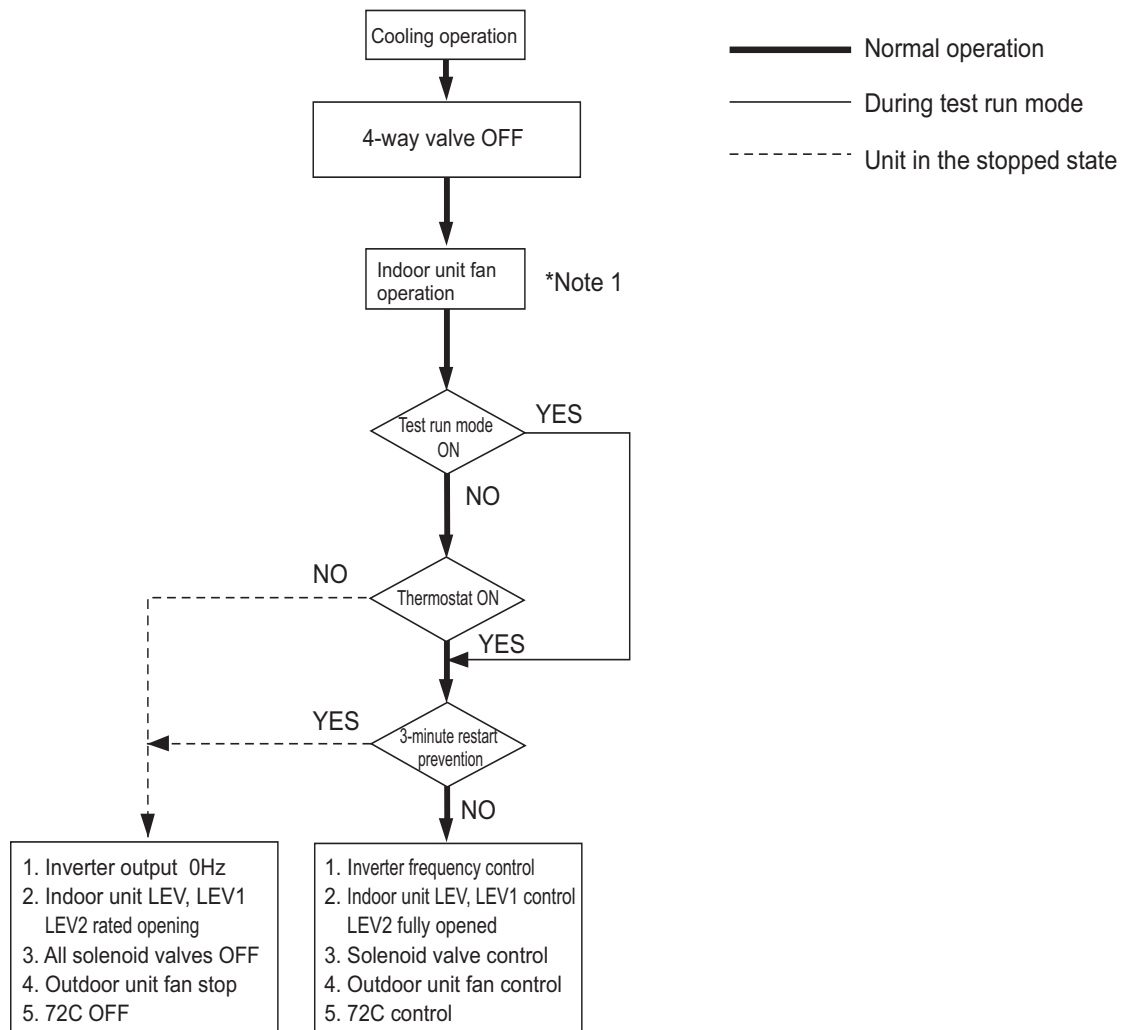 Cooling operation
Normal operation
During test run mode
Unit in the stopped state
4-way valve OFF
Indoor unit fan
operation
*Note 1
Test run mode
ON
YES
NO
NO
Thermostat ON
YES
YES
3-minute restart
prevention
NO
1. Inverter output 0Hz
2. Indoor unit LEV, LEV1
LEV2 rated opening
3. All solenoid valves OFF
4. Outdoor unit fan stop
5. 72C OFF
1. Inverter frequency control
2. Indoor unit LEV, LEV1 control
LEV2 fully opened
3. Solenoid valve control
4. Outdoor unit fan control
5. 72C control